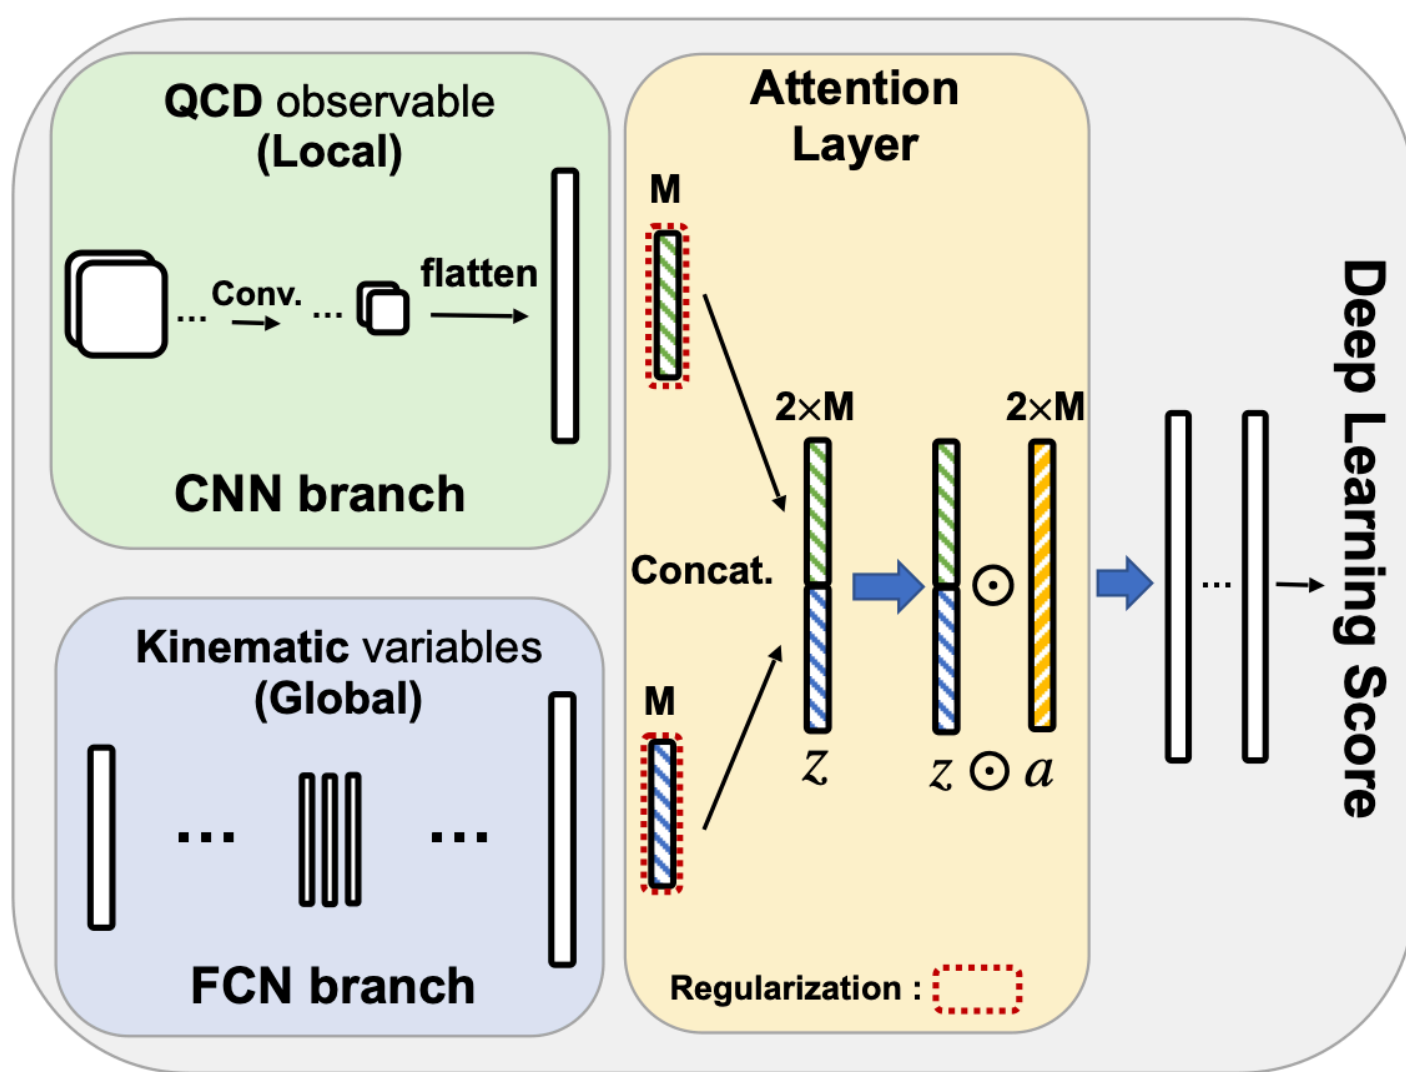 QCD observable
(Local)
... Conv. ... flatten
CNN branch
Kinematic variables
(Global)
... ...
FCN branch
Attention
Layer
M
2×M 2×M
Concat.
⊙
M
z z ⊙ a
Regularization :
...
Deep Learning Score